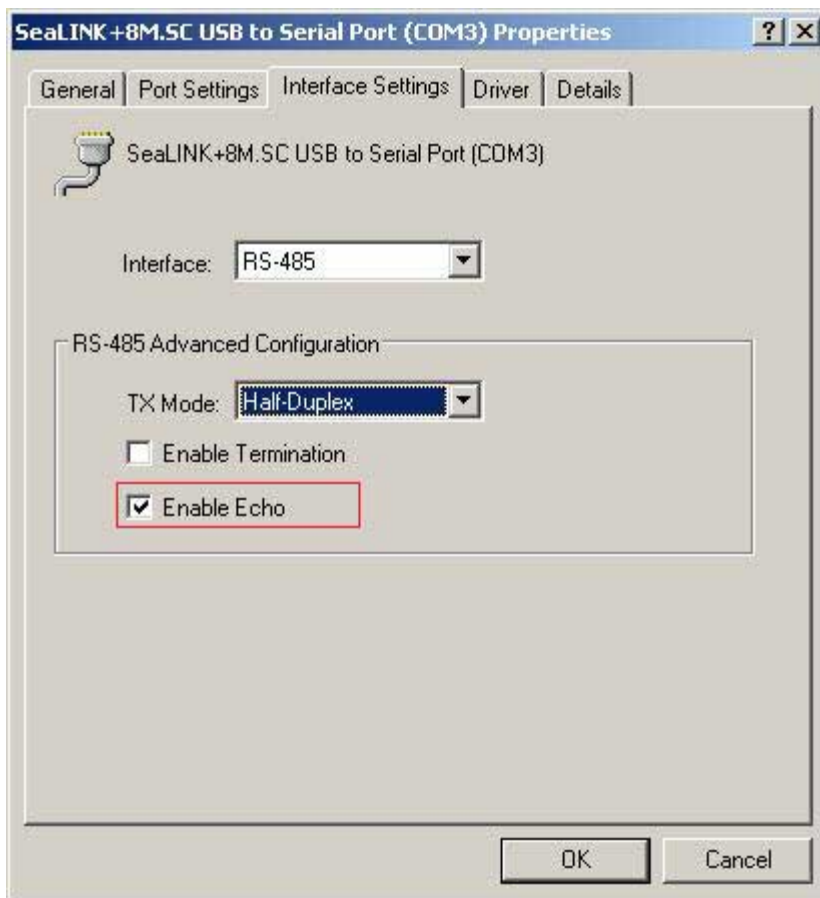 SeaLINK+8M.SC USB to Serial Port (COM3) Properties
General Port Settings Interface Settings Driver Details
SeaLINK+8M.SC USB to Serial Port (COM3)
Interface: RS-485
RS-485 Advanced Configuration
TX Mode: Half-Duplex
Enable Termination
Enable Echo
OK Cancel